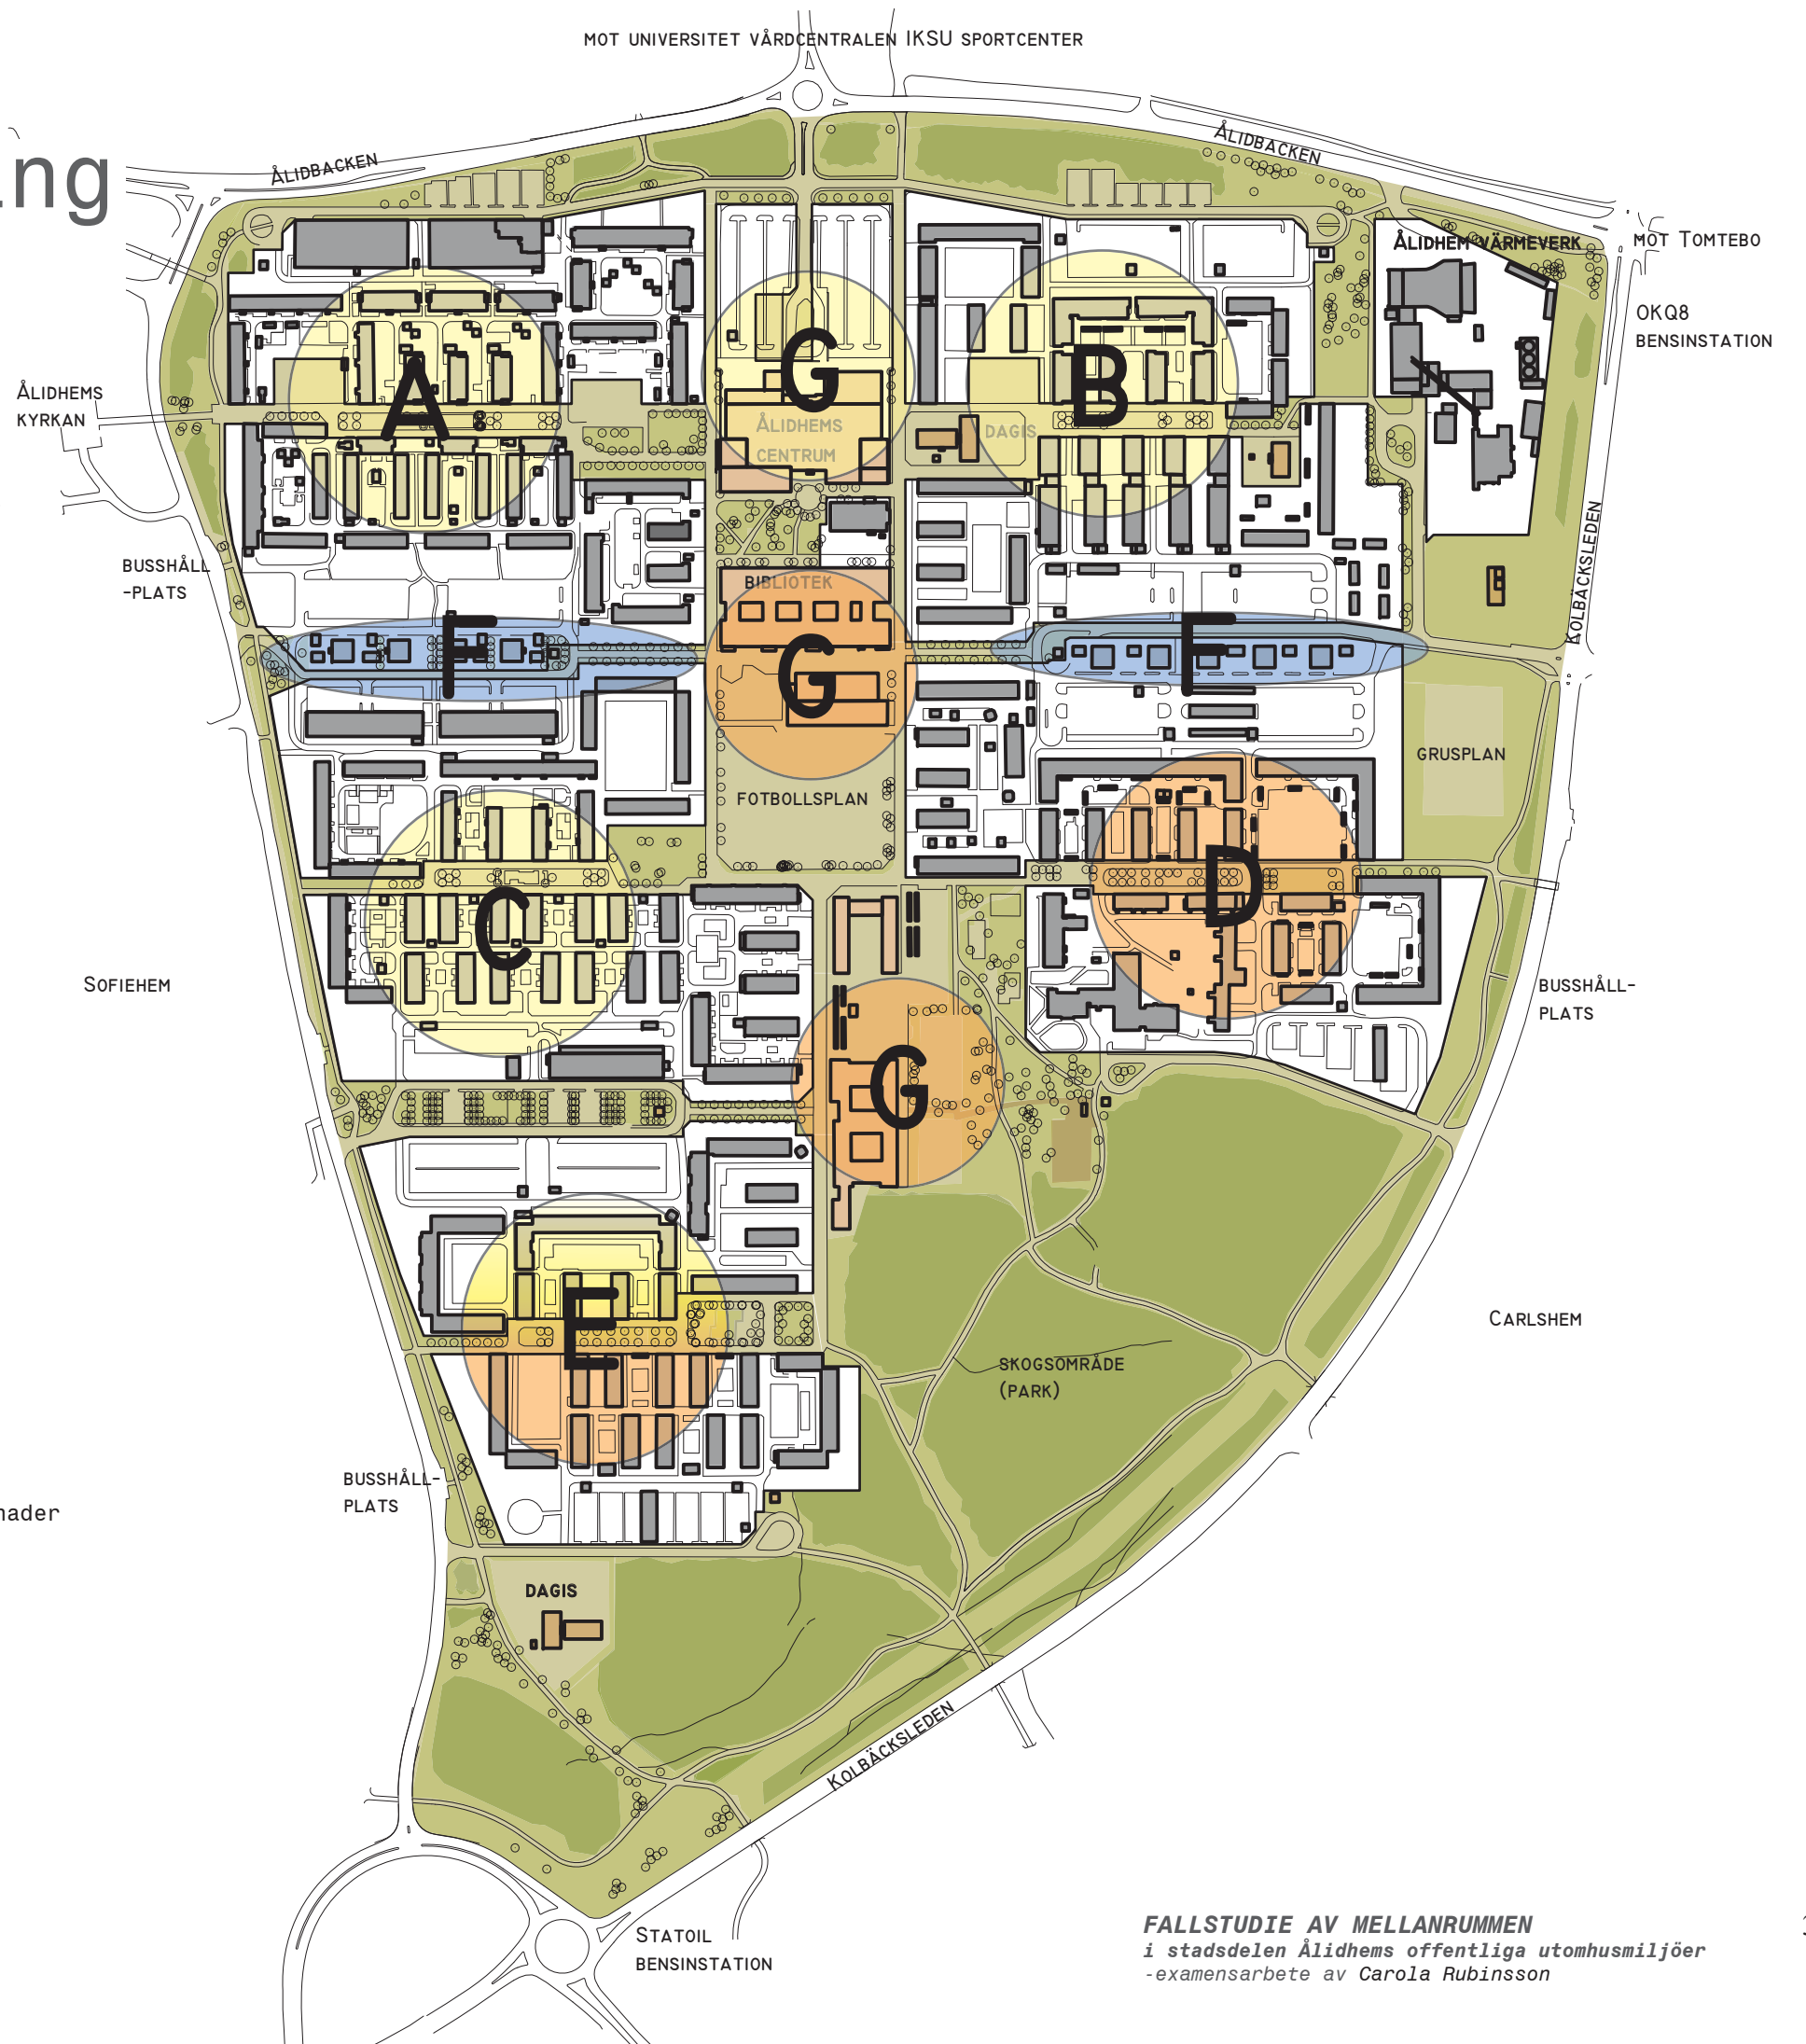 MOT UNIVERSITET VÅRDCENTRALEN IKSU SPORTCENTER
ÅLIDBACKEN
ÅLIDBACKEN
ing
ÅLIDHEM VÄRMEVERK
MOT TOMTEBO
OKQ8
BENSINSTATION
ÅLIDHEMS
KYRKAN
A
G
B
ÅLIDHEMS
CENTRUM
DAGIS
BUSSHÅLL
-PLATS
KOLBÄCKSLEDEN
BIBLIOTEK
F
F
G
GRUSPLAN
FOTBOLLSPLAN
D
C
SOFIEHEM
BUSSHÅLL-
PLATS
G
E
CARLSHEM
SKOGSOMRÅDE
(PARK)
BUSSHÅLL-
PLATS
nader
DAGIS
KOLBÄCKSLEDEN
STATOIL
BENSINSTATION
FALLSTUDIE AV MELLANRUMMEN
i stadsdelen Ålidhems offentliga utomhusmiljöer
-examensarbete av Carola Rubinsson